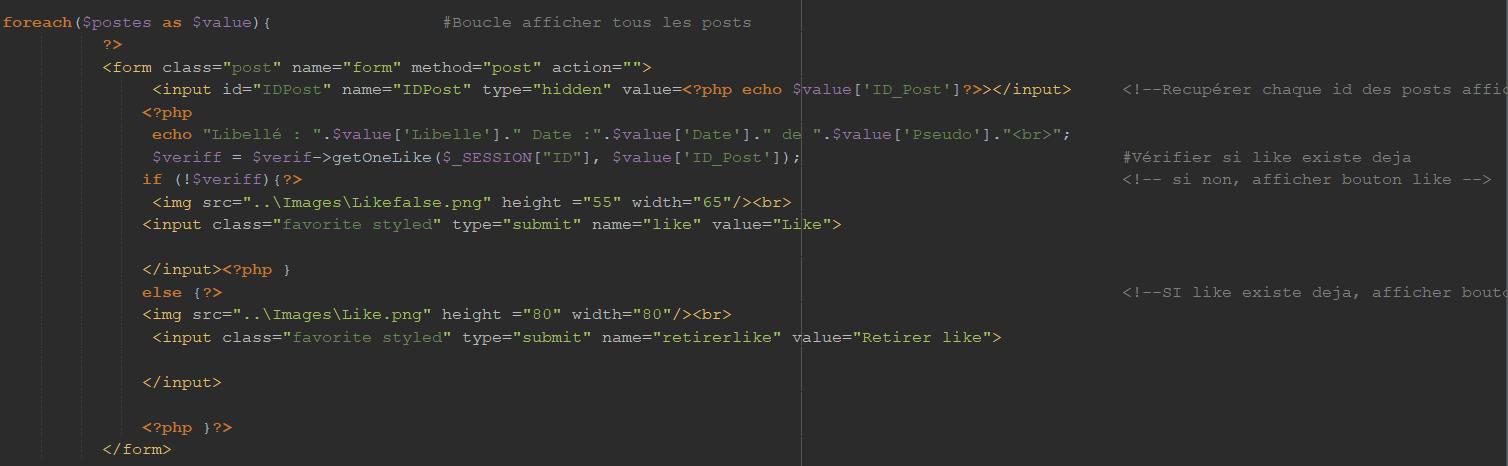 foreach($postes as $value){ #Boucle afficher tous les posts
?>
<form class="post" name="form" method="post" action="">
<input id="IDPost" name="IDPost" type="hidden" value=<?php echo $value['ID_Post']?>></input> <!--Recupérer chaque id des posts
<?php
echo "Libellé : ".$value['Libelle']." Date :".$value['Date']." de ".$value['Pseudo']."<br>";
$veriff = $verif->getOneLike($_SESSION["ID"], $value['ID_Post']); #Vérifier si like existe deja
if (!$veriff){?> <!-- si non, afficher bouton like -->
<img src="..\Images\Likefalse.png" height ="55" width="65"/><br>
<input class="favorite styled" type="submit" name="like" value="Like">
</input><?php }
else {?> <!--SI like existe deja, afficher
<img src="..\Images\Like.png" height ="80" width="80"/><br>
<input class="favorite styled" type="submit" name="retirerlike" value="Retirer like">
</input>
<?php }?>
</form>